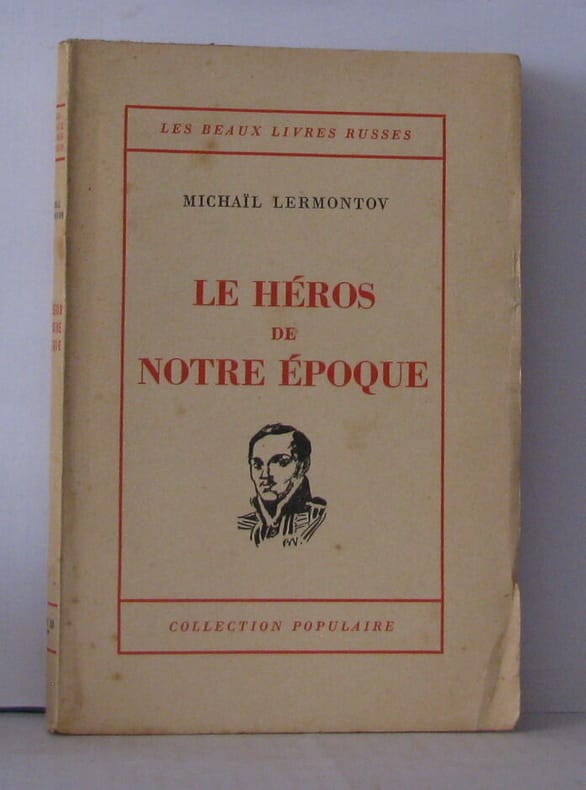 LES BEAUX LIVRES RUSSES
MICHAÏL LERMONTOV
LE HÉROS
DE
NOTRE ÉPOQUE
COLLECTION POPULAIRE